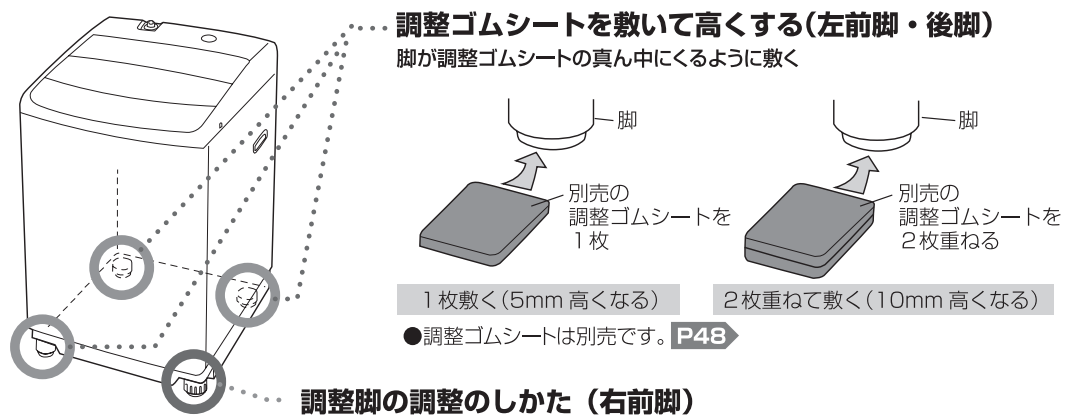 調整ゴムシートを敷いて高くする（左前脚・後脚）
脚が調整ゴムシートの真ん中にくるように敷く
脚
別売の
調整ゴムシートを
1枚
1枚敷く（5mm 高くなる）
脚
別売の
調整ゴムシートを
2枚重ねる
2枚重ねて敷く（10mm 高くなる）
●調整ゴムシートは別売です。 P48
調整脚の調整のしかた（右前脚）